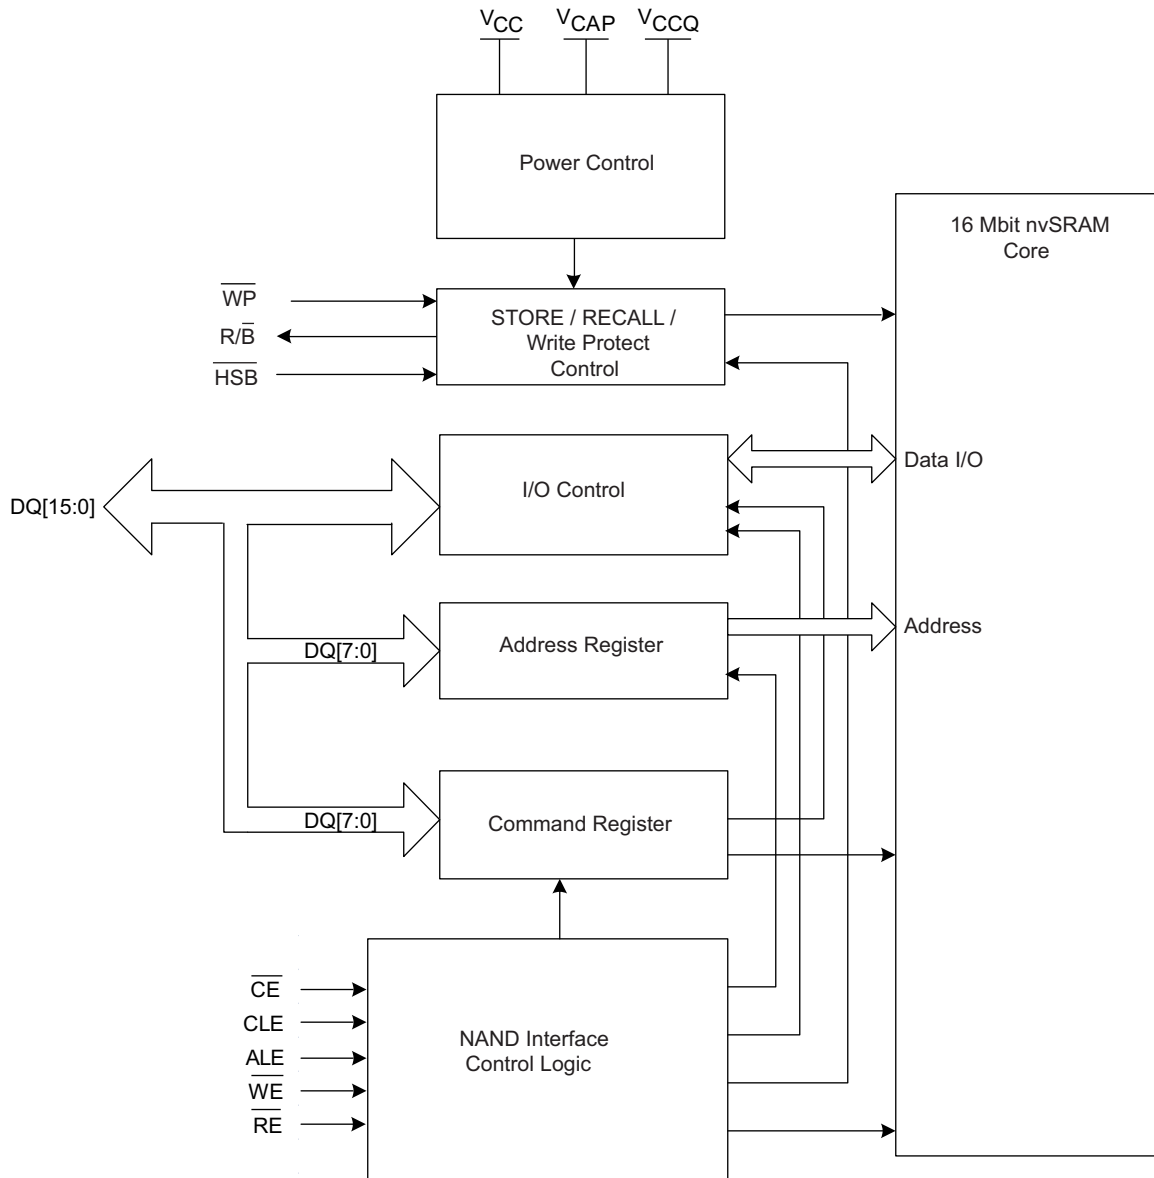 VCC VCAP VCCQ
Power Control
16 Mbit nvSRAM
Core
WP
R/B
HSB
STORE / RECALL /
Write Protect
Control
DQ[15:0]
I/O Control
Data I/O
DQ[7:0]
Address Register
Address
DQ[7:0]
Command Register
CE
CLE
ALE
WE
RE
NAND Interface
Control Logic